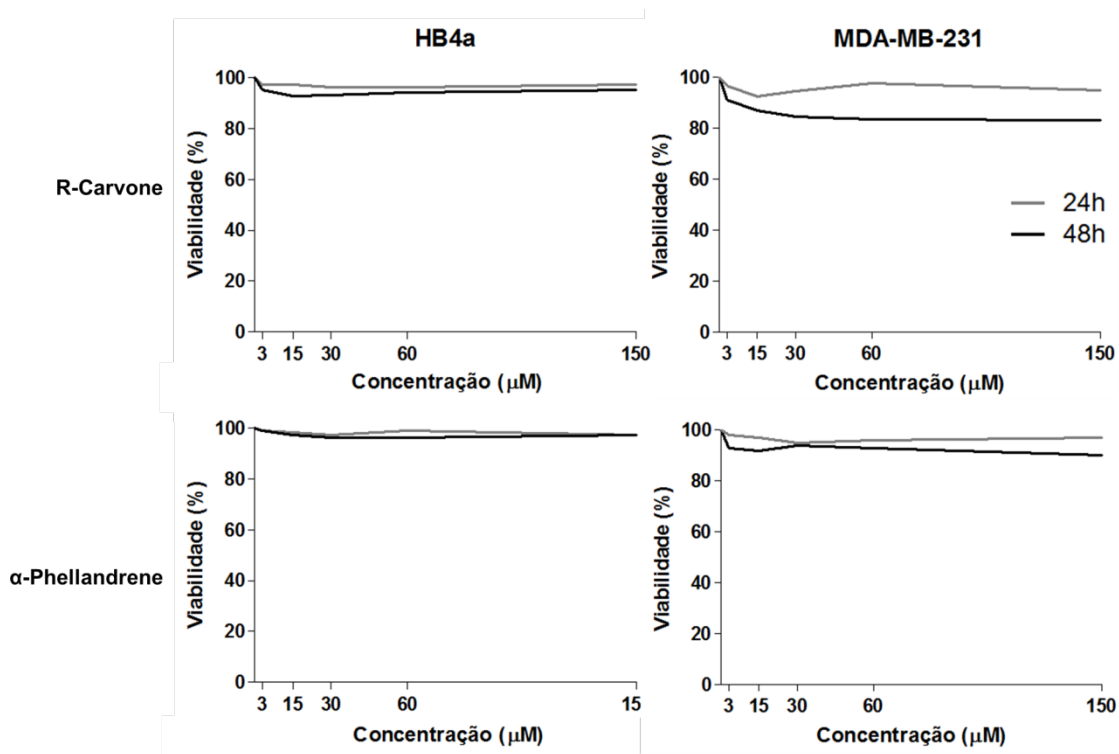 HB4a
MDA-MB-231
R-Carvone
Viabilidade (%)
100
80
60
40
20
0
3 15 30 60 150
Concentração (μM)
Viabilidade (%)
100
80
60
40
20
0
3 15 30 60 150
Concentração (μM)
24h
48h
α-Phellandrene
Viabilidade (%)
100
80
60
40
20
0
3 15 30 60 15
Concentração (μM)
Viabilidade (%)
100
80
60
40
20
0
3 15 30 60 150
Concentração (μM)